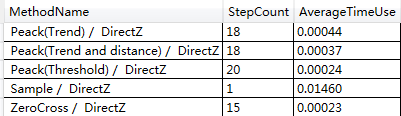 MethodName StepCount AverageTimeUse
Peack(Trend) / DirectZ 18 0.00044
Peack(Trend and distance) / DirectZ 18 0.00037
Peack(Threshold) / DirectZ 20 0.00024
Sample / DirectZ 1 0.01460
ZeroCross / DirectZ 15 0.00023